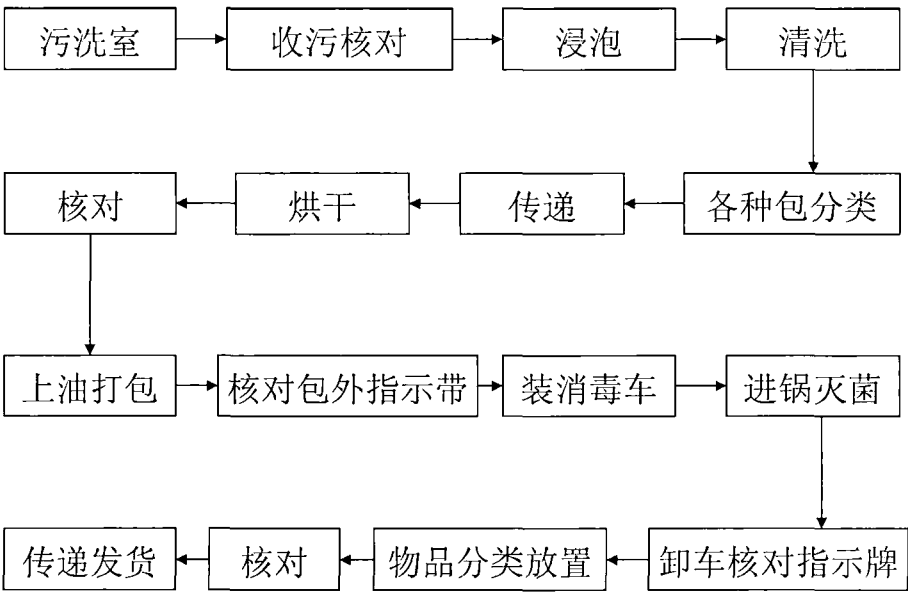 污洗室
收污核对
浸泡
清洗
各种包分类
传递
烘干
核对
上油打包
核对包外指示带
装消毒车
进锅灭菌
卸车核对指示牌
物品分类放置
核对
传递发货